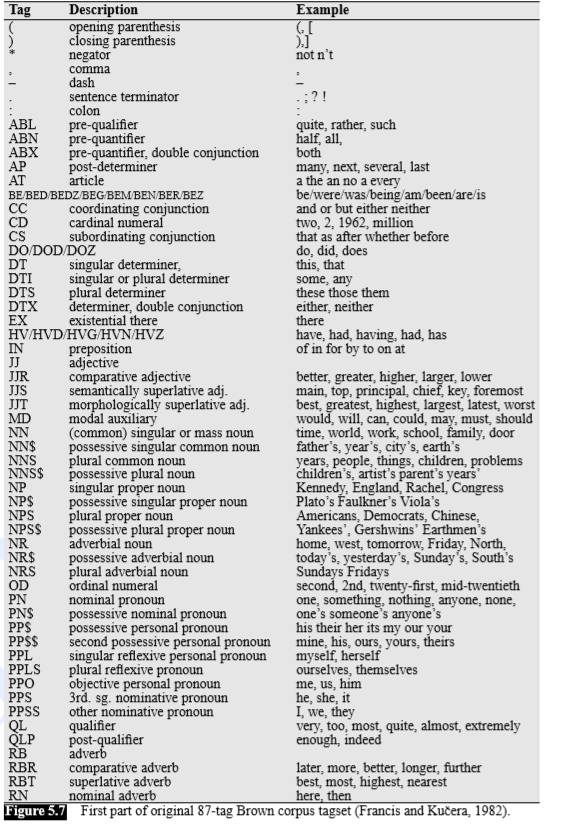 Tag Description Example
( opening parenthesis (, [
) closing parenthesis ),]
* negator not n't
, comma ,
– dash –
. sentence terminator . ; ? !
: colon :
ABL pre-qualifier quite, rather, such
ABN pre-quantifier half, all,
ABX pre-quantifier, double conjunction both
AP post-determiner many, next, several, last
AT article a the an no a every
BE/BED/BEDZ/BEG/BEM/BEN/BER/BEZ be/were/was/being/am/been/are/is
CC coordinating conjunction and or but either neither
CD cardinal numeral two, 2, 1962, million
CS subordinating conjunction that as after whether before
DO/DOD/DOZ do, did, does
DT singular determiner, this, that
DTI singular or plural determiner some, any
DTS plural determiner these those them
DTX determiner, double conjunction either, neither
EX existential there there
HV/HVD/HVG/HVN/HVZ have, had, having, had, has
IN preposition of in for by to on at
JJ adjective
JJR comparative adjective better, greater, higher, larger, lower
JJS semantically superlative adj. main, top, principal, chief, key, foremost
JJT morphologically superlative adj. best, greatest, highest, largest, latest, worst
MD modal auxiliary would, will, can, could, may, must, should
NN (common) singular or mass noun time, world, work, school, family, door
NN$ possessive singular common noun father's, year's, city's, earth's
NNS plural common noun years, people, things, children, problems
NNS$ possessive plural noun children's, artist's parent's years'
NP singular proper noun Kennedy, England, Rachel, Congress
NP$ possessive singular proper noun Plato's Faulkner's Viola's
NPS plural proper noun Americans, Democrats, Chinese,
NPS$ possessive plural proper noun Yankees', Gershwins' Earthmen's
NR adverbial noun home, west, tomorrow, Friday, North,
NR$ possessive adverbial noun today's, yesterday's, Sunday's, South's
NRS plural adverbial noun Sundays Fridays
OD ordinal numeral second, 2nd, twenty-first, mid-twentieth
PN nominal pronoun one, something, nothing, anyone, none,
PN$ possessive nominal pronoun one's someone's anyone's
PP$ possessive personal pronoun his their her its my our your
PP$$ second possessive personal pronoun mine, his, ours, yours, theirs
PPL singular reflexive personal pronoun myself, herself
PPLS plural reflexive pronoun ourselves, themselves
PPO objective personal pronoun me, us, him
PPS 3rd. sg. nominative pronoun he, she, it
PPSS other nominative pronoun I, we, they
QL qualifier very, too, most, quite, almost, extremely
QLP post-qualifier enough, indeed
RB adverb
RBR comparative adverb later, more, better, longer, further
RBT superlative adverb best, most, highest, nearest
RN nominal adverb here, then
Figure 5.7 First part of original 87-tag Brown corpus tagset (Francis and Kučera, 1982).